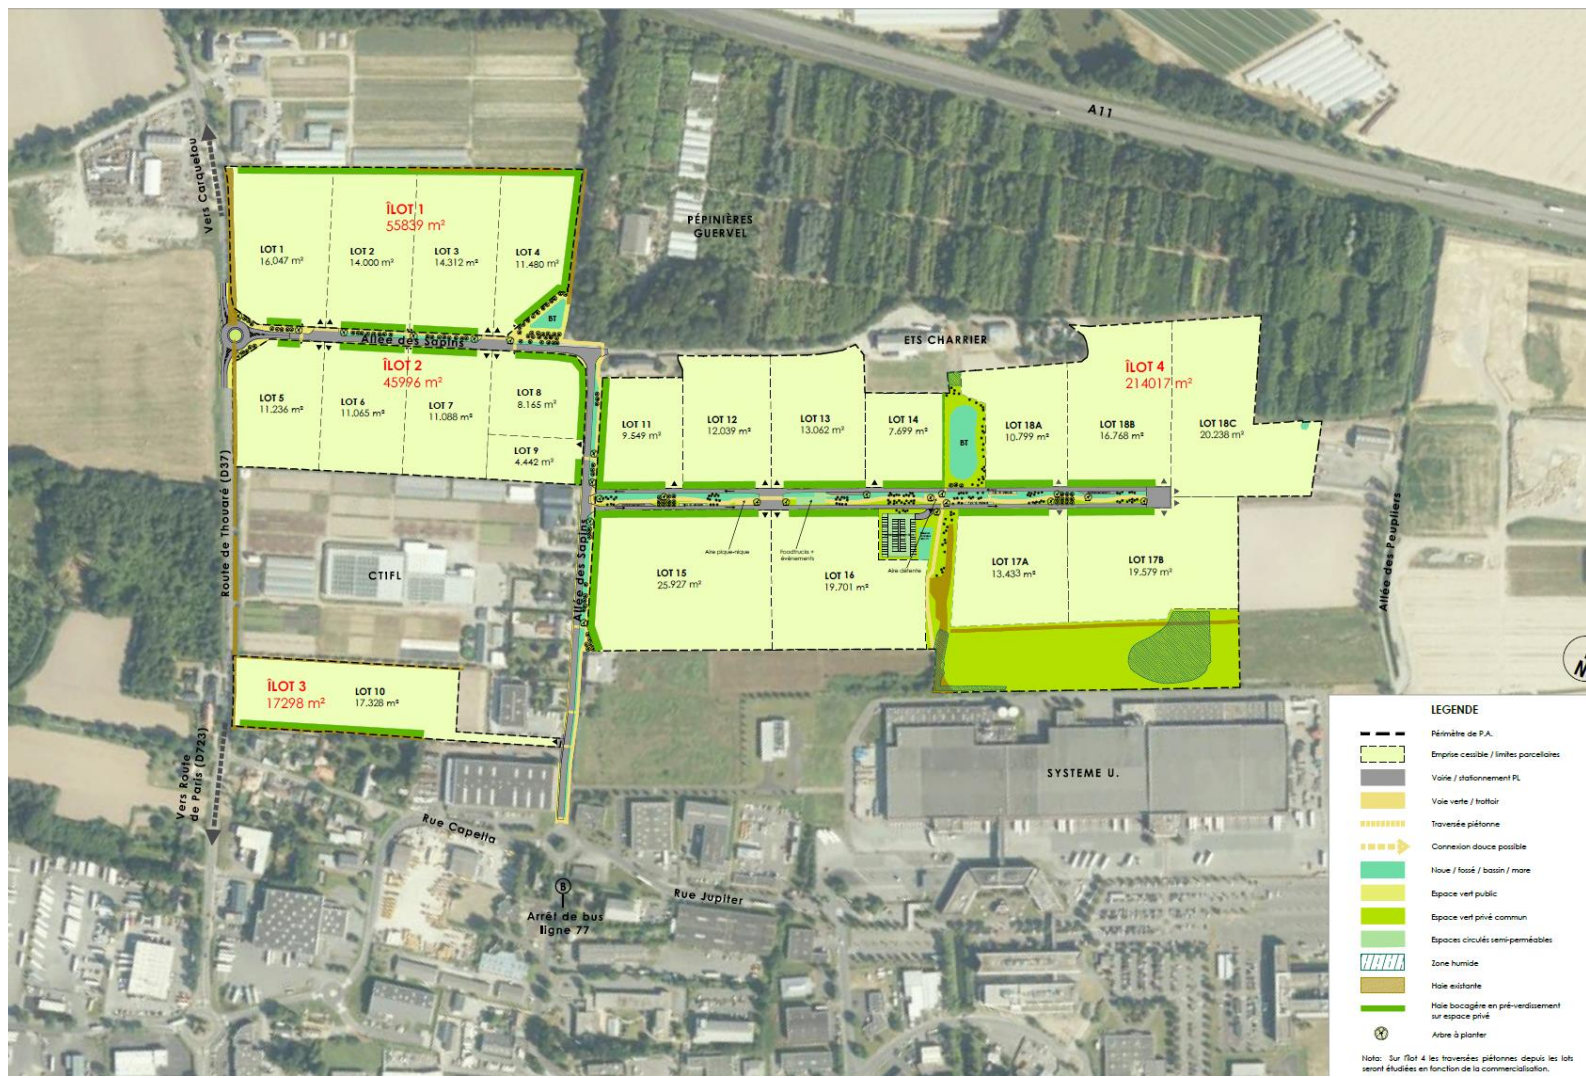 A11
Vers Carquefou
ÎLOT 1
55839 m²
PÉPINIÈRES
GUERVEL
LOT 1
16.047 m²
LOT 2
14.000 m²
LOT 3
14.312 m²
LOT 4
11.480 m²
BT
Allée des Sapins
ETS CHARRIER
ÎLOT 2
45996 m²
ÎLOT 4
214017 m²
LOT 5
11.236 m²
LOT 6
11.065 m²
LOT 7
11.088 m²
LOT 8
8.165 m²
LOT 9
4.442 m²
LOT 11
9.549 m²
LOT 12
12.039 m²
LOT 13
13.062 m²
LOT 14
7.699 m²
BT
LOT 18A
10.799 m²
LOT 18B
16.768 m²
LOT 18C
20.238 m²
Route de Thouaré (D37)
Allée des Sapins
Allée des Peupliers
Aire pique-nique
Foodtrucks +
évènements
Aire détente
CTIFL
LOT 15
25.927 m²
LOT 16
19.701 m²
LOT 17A
13.433 m²
LOT 17B
19.579 m²
ÎLOT 3
17298 m²
LOT 10
17.328 m²
Vers Route
de Paris (D723)
SYSTEME U.
Rue Capella
Rue Jupiter
B
Arrêt de bus
ligne 77
N
LEGENDE
Périmètre de P.A.
Emprise cessible / limites parcellaires
Voirie / stationnement PL
Voie verte / trottoir
Traversée piétonne
Connexion douce possible
Noue / fossé / bassin / mare
Espace vert public
Espace vert privé commun
Espaces circulés semi-perméables
Zone humide
Haie existante
Haie bocagère en pré-verdissement
sur espace privé
Arbre à planter
Nota: Sur l'îlot 4 les traversées piétonnes depuis les lots
seront étudiées en fonction de la commercialisation.